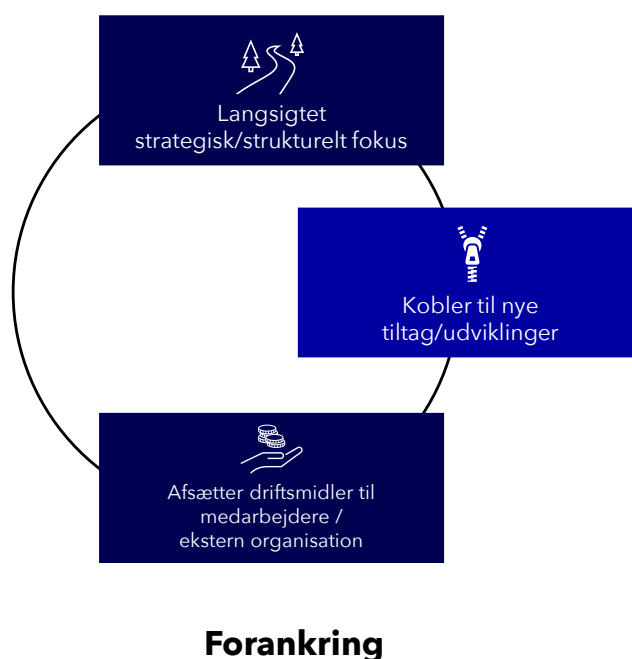 Langsigtet
strategisk/strukturelt fokus
Kobler til nye
tiltag/udviklinger
Afsætter driftsmidler til
medarbejdere /
ekstern organisation
Forankring